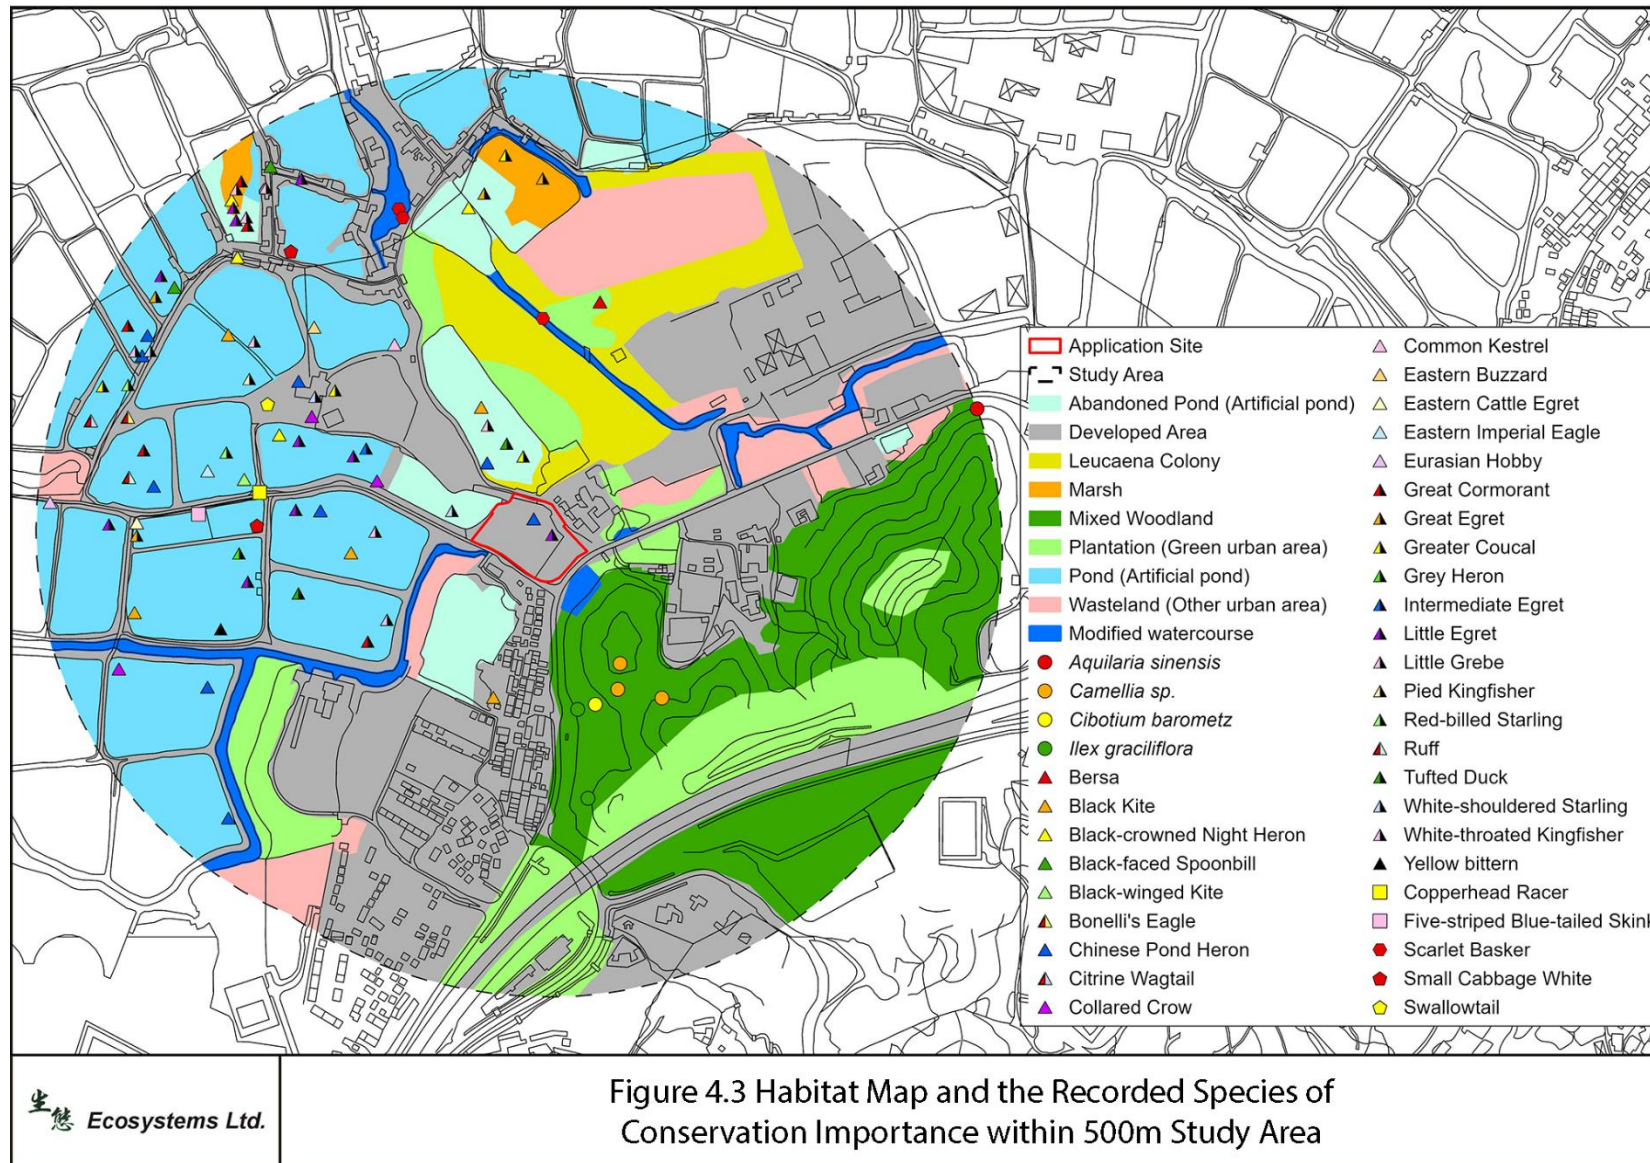 Application Site
Study Area
Abandoned Pond (Artificial pond)
Developed Area
Leucaena Colony
Marsh
Mixed Woodland
Plantation (Green urban area)
Pond (Artificial pond)
Wasteland (Other urban area)
Modified watercourse
Aquilaria sinensis
Camellia sp.
Cibotium barometz
Ilex graciliflora
Bersa
Black Kite
Black-crowned Night Heron
Black-faced Spoonbill
Black-winged Kite
Bonelli's Eagle
Chinese Pond Heron
Citrine Wagtail
Collared Crow
Common Kestrel
Eastern Buzzard
Eastern Cattle Egret
Eastern Imperial Eagle
Eurasian Hobby
Great Cormorant
Great Egret
Greater Coucal
Grey Heron
Intermediate Egret
Little Egret
Little Grebe
Pied Kingfisher
Red-billed Starling
Ruff
Tufted Duck
White-shouldered Starling
White-throated Kingfisher
Yellow bittern
Copperhead Racer
Five-striped Blue-tailed Skink
Scarlet Basker
Small Cabbage White
Swallowtail
生態 Ecosystems Ltd.
Figure 4.3 Habitat Map and the Recorded Species of
Conservation Importance within 500m Study Area